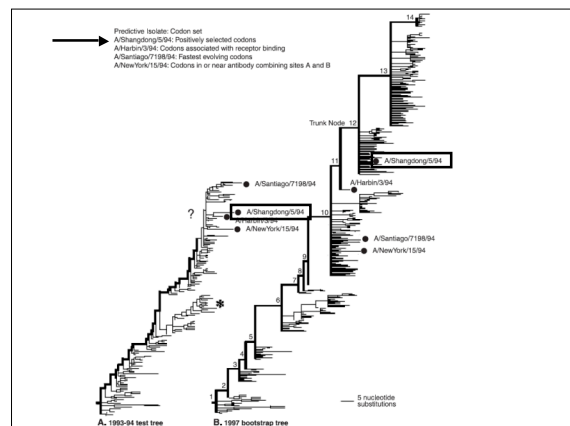 Predictive Isolate: Codon set
A/Shangdong/5/94: Positively selected codons
A/Harbin/3/94: Codons associated with receptor binding
A/Santiago/7198/94: Fastest evolving codons
A/NewYork/15/94: Codons in or near antibody combining sites A and B
14
13
Trunk Node 12
A/Shangdong/5/94
11
A/Santiago/7198/94
A/Harbin/3/94
?
A/Shangdong/5/94
10
A/Harbin/3/94
A/NewYork/15/94
A/Santiago/7198/94
A/NewYork/15/94
9
8
7
6
*
5
4
3
2
1
5 nucleotide
substitutions
A. 1993-94 test tree
B. 1997 bootstrap tree